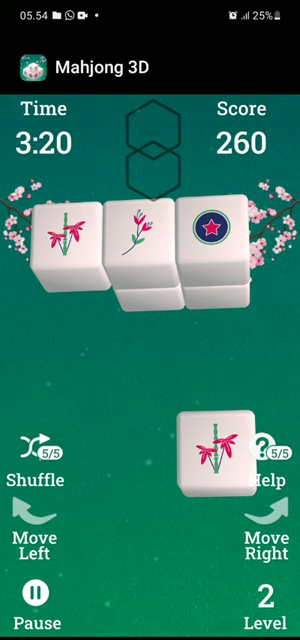 05.54
25%
Mahjong 3D
Time
Score
3:20
260
5/5
5/5
Shuffle
Help
Move
Left
Move
Right
2
Pause
Level